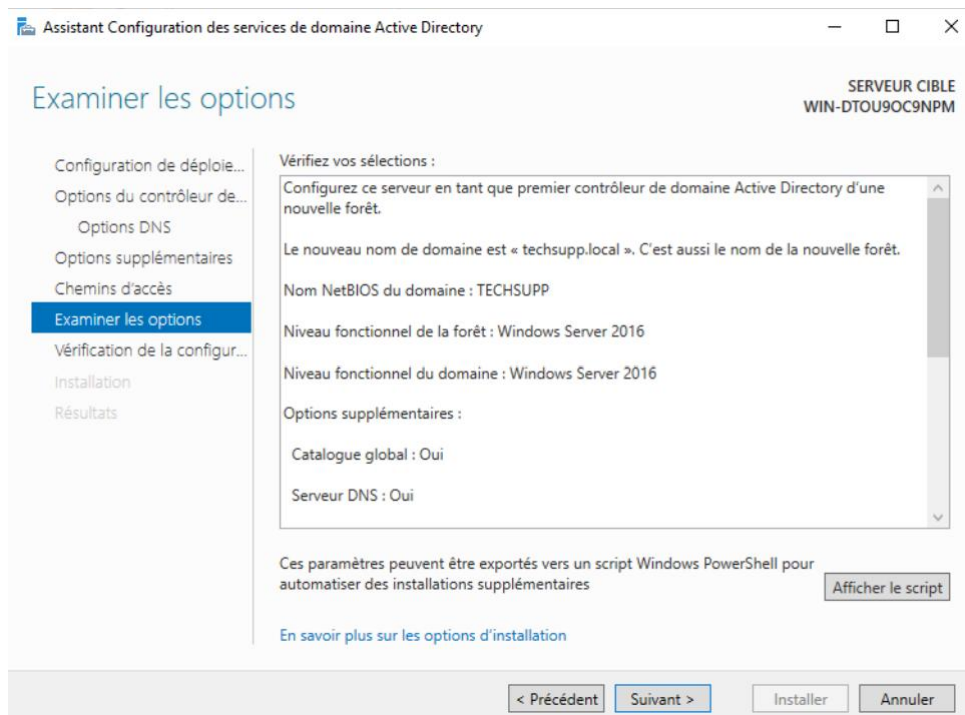 Assistant Configuration des services de domaine Active Directory
Examiner les options
SERVEUR CIBLE
WIN-DTOU9OC9NPM
Configuration de déploie...
Options du contrôleur de...
Options DNS
Options supplémentaires
Chemins d'accès
Examiner les options
Vérification de la configur...
Installation
Résultats
Vérifiez vos sélections :
Configurez ce serveur en tant que premier contrôleur de domaine Active Directory d'une
nouvelle forêt.
Le nouveau nom de domaine est « techsupp.local ». C'est aussi le nom de la nouvelle forêt.
Nom NetBIOS du domaine : TECHSUPP
Niveau fonctionnel de la forêt : Windows Server 2016
Niveau fonctionnel du domaine : Windows Server 2016
Options supplémentaires :
Catalogue global : Oui
Serveur DNS : Oui
Ces paramètres peuvent être exportés vers un script Windows PowerShell pour
automatiser des installations supplémentaires
Afficher le script
En savoir plus sur les options d'installation
< Précédent
Suivant >
Installer
Annuler